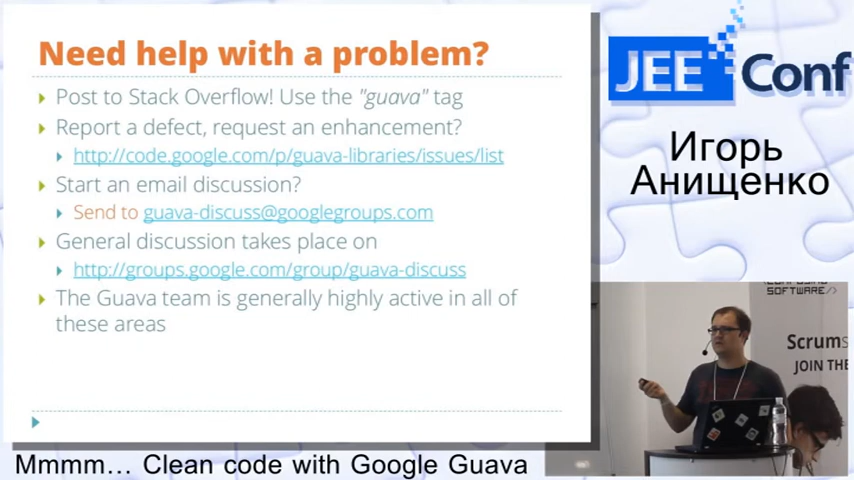 Need help with a problem?
Post to Stack Overflow! Use the "guava" tag
Report a defect, request an enhancement?
http://code.google.com/p/guava-libraries/issues/list
Start an email discussion?
Send to guava-discuss@googlegroups.com
General discussion takes place on
http://groups.google.com/group/guava-discuss
The Guava team is generally highly active in all of
these areas
JEE Conf
Игорь
Анищенко
SOFTWARE
Scrum
JOIN THE
Mmmm... Clean code with Google Guava